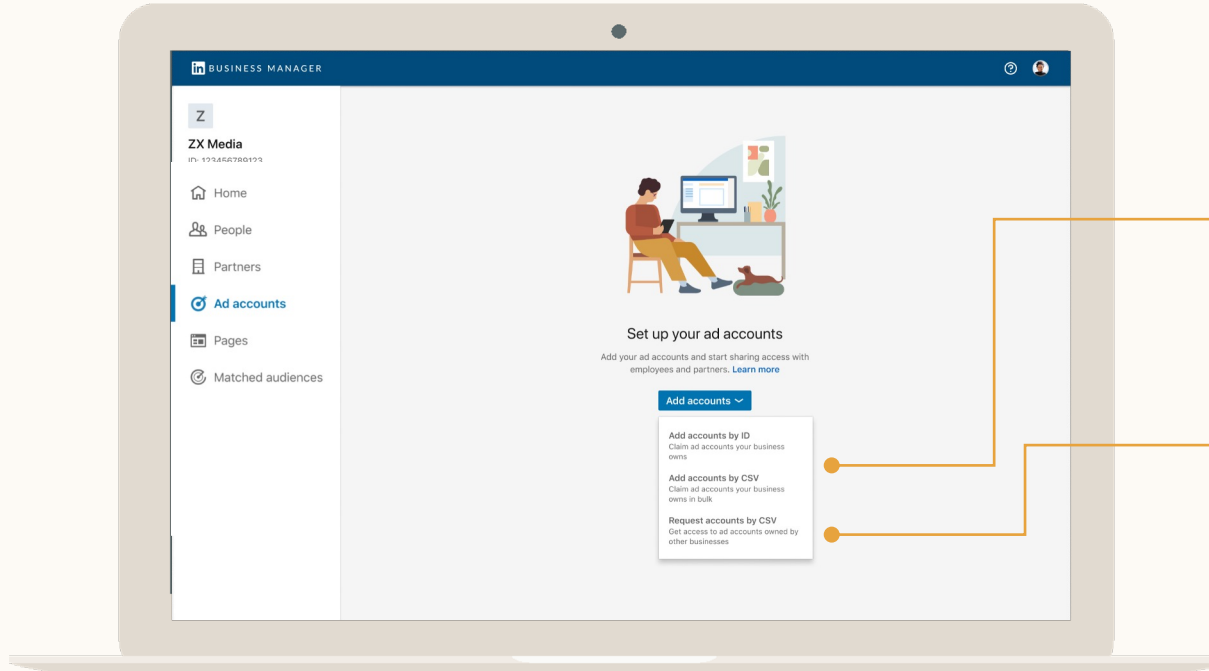 in BUSINESS MANAGER
Z
ZX Media
ID: 123456789123
Home
People
Partners
Ad accounts
Pages
Matched audiences
Set up your ad accounts
Add your ad accounts and start sharing access with
employees and partners. Learn more
Add accounts
Add accounts by ID
Claim ad accounts your business
owns
Add accounts by CSV
Claim ad accounts your business
owns in bulk
Request accounts by CSV
Get access to ad accounts owned by
other businesses